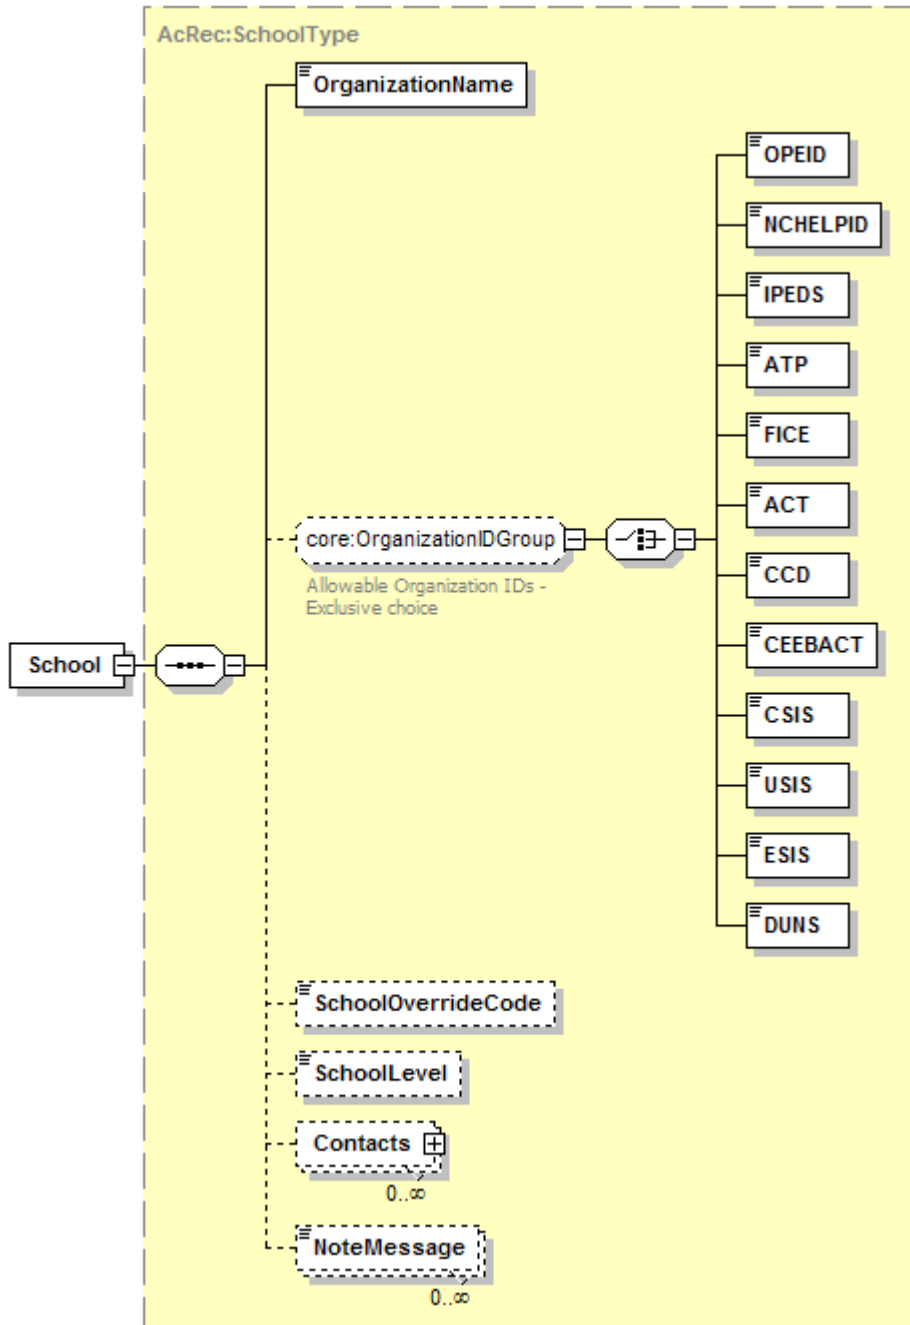 AcRec:SchoolType
OrganizationName
OPEID
NCHELPID
IPEDS
ATP
FICE
ACT
core:OrganizationIDGroup
Allowable Organization IDs -
Exclusive choice
CCD
CEEBACT
School
CSIS
USIS
ESIS
DUNS
SchoolOverrideCode
SchoolLevel
Contacts
0..∞
NoteMessage
0..∞